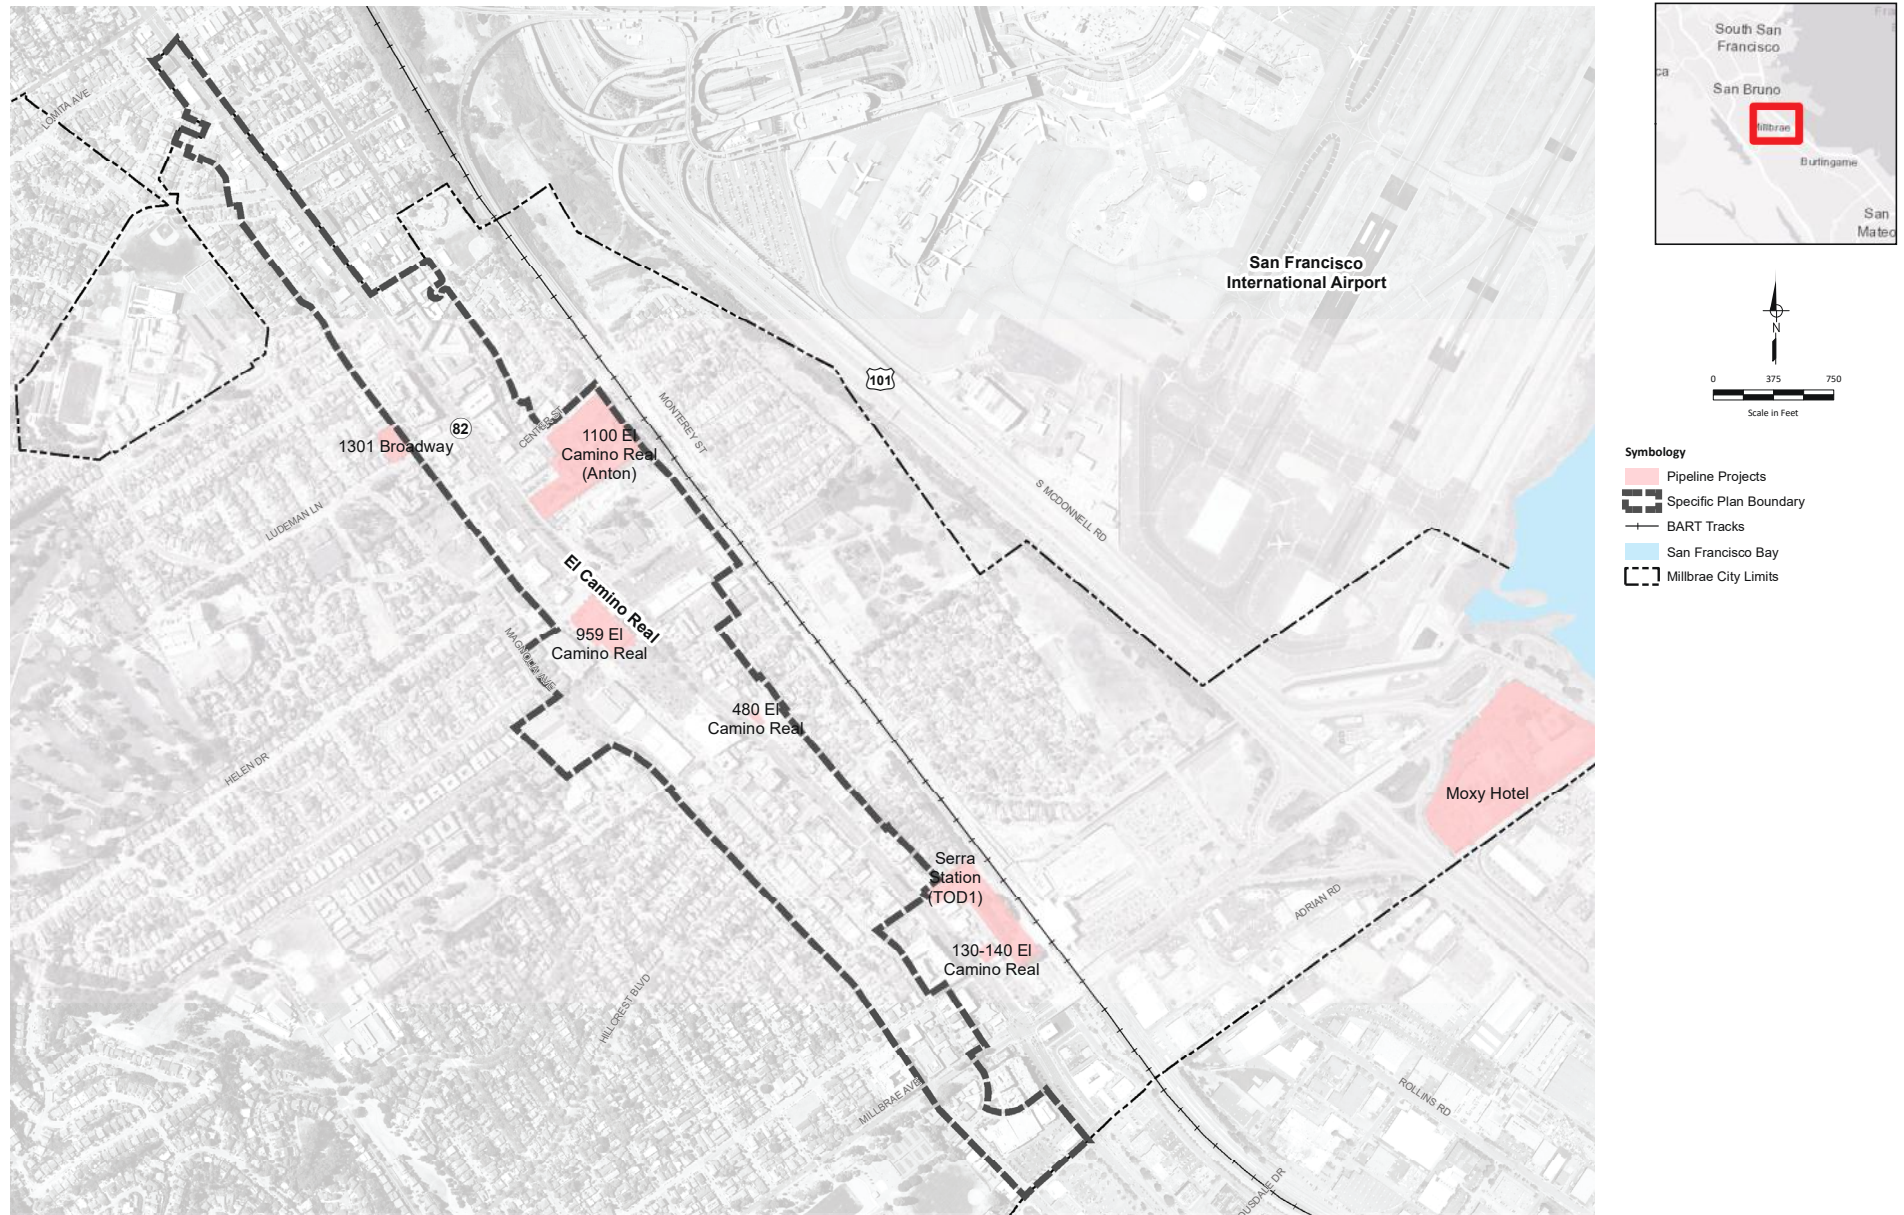 LOMITA AVE
San Francisco
International Airport
101
MONTEREY ST
CENTER ST
82
1301 Broadway
1100 El
Camino Real
(Anton)
LUDEMAN LN
S MCDONNELL RD
El Camino Real
959 El
Camino Real
MAGNOLIA AVE
480 El
Camino Real
HELEN DR
Moxy Hotel
Serra
Station
(TOD1)
ADRIAN RD
130-140 El
Camino Real
HILLCREST BLVD
MILLBRAE AVE
ROLLINS RD
OUSDALE DR
South San
Francisco
San Bruno
Millbrae
Burlingame
San
Mateo
N
0 375 750
Scale in Feet
Symbology
Pipeline Projects
Specific Plan Boundary
BART Tracks
San Francisco Bay
Millbrae City Limits